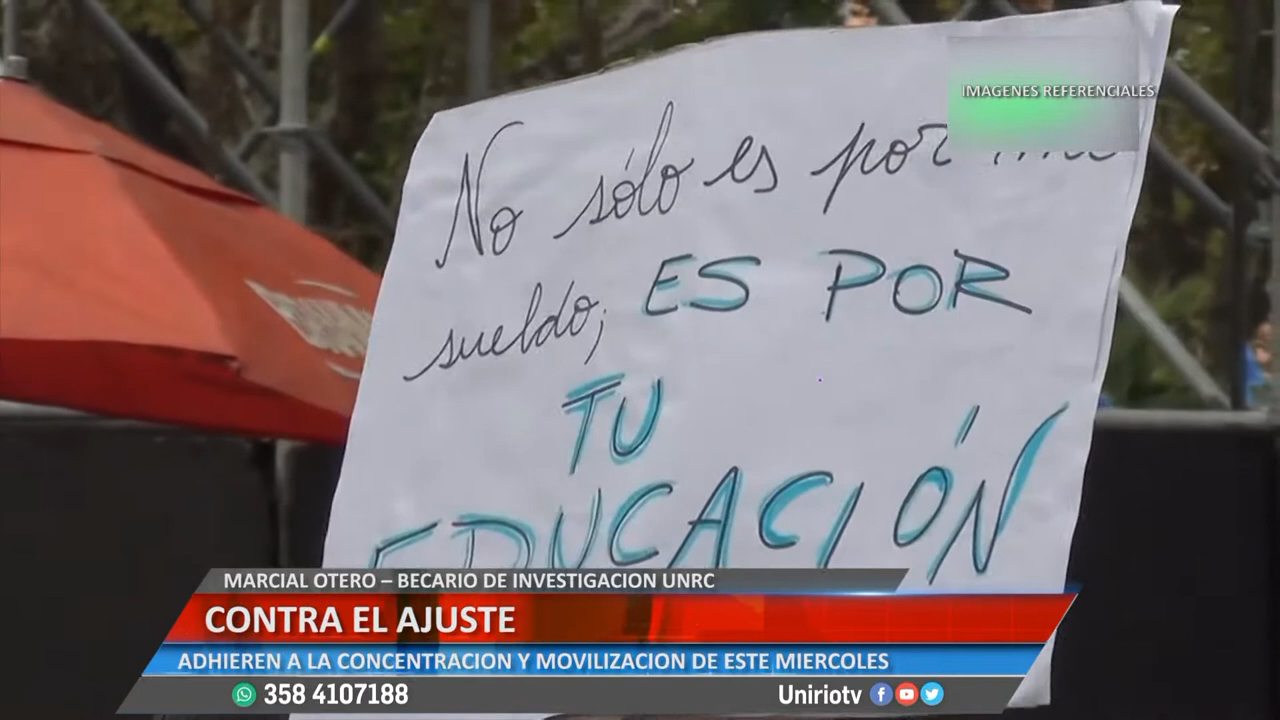 IMAGENES REFERENCIALES
No sólo es por
sueldo; ES POR
TU
EDUCACIÓN
MARCIAL OTERO – BECARIO DE INVESTIGACION UNRC
CONTRA EL AJUSTE
ADHIEREN A LA CONCENTRACION Y MOVILIZACION DE ESTE MIERCOLES
358 4107188
Uniriotv